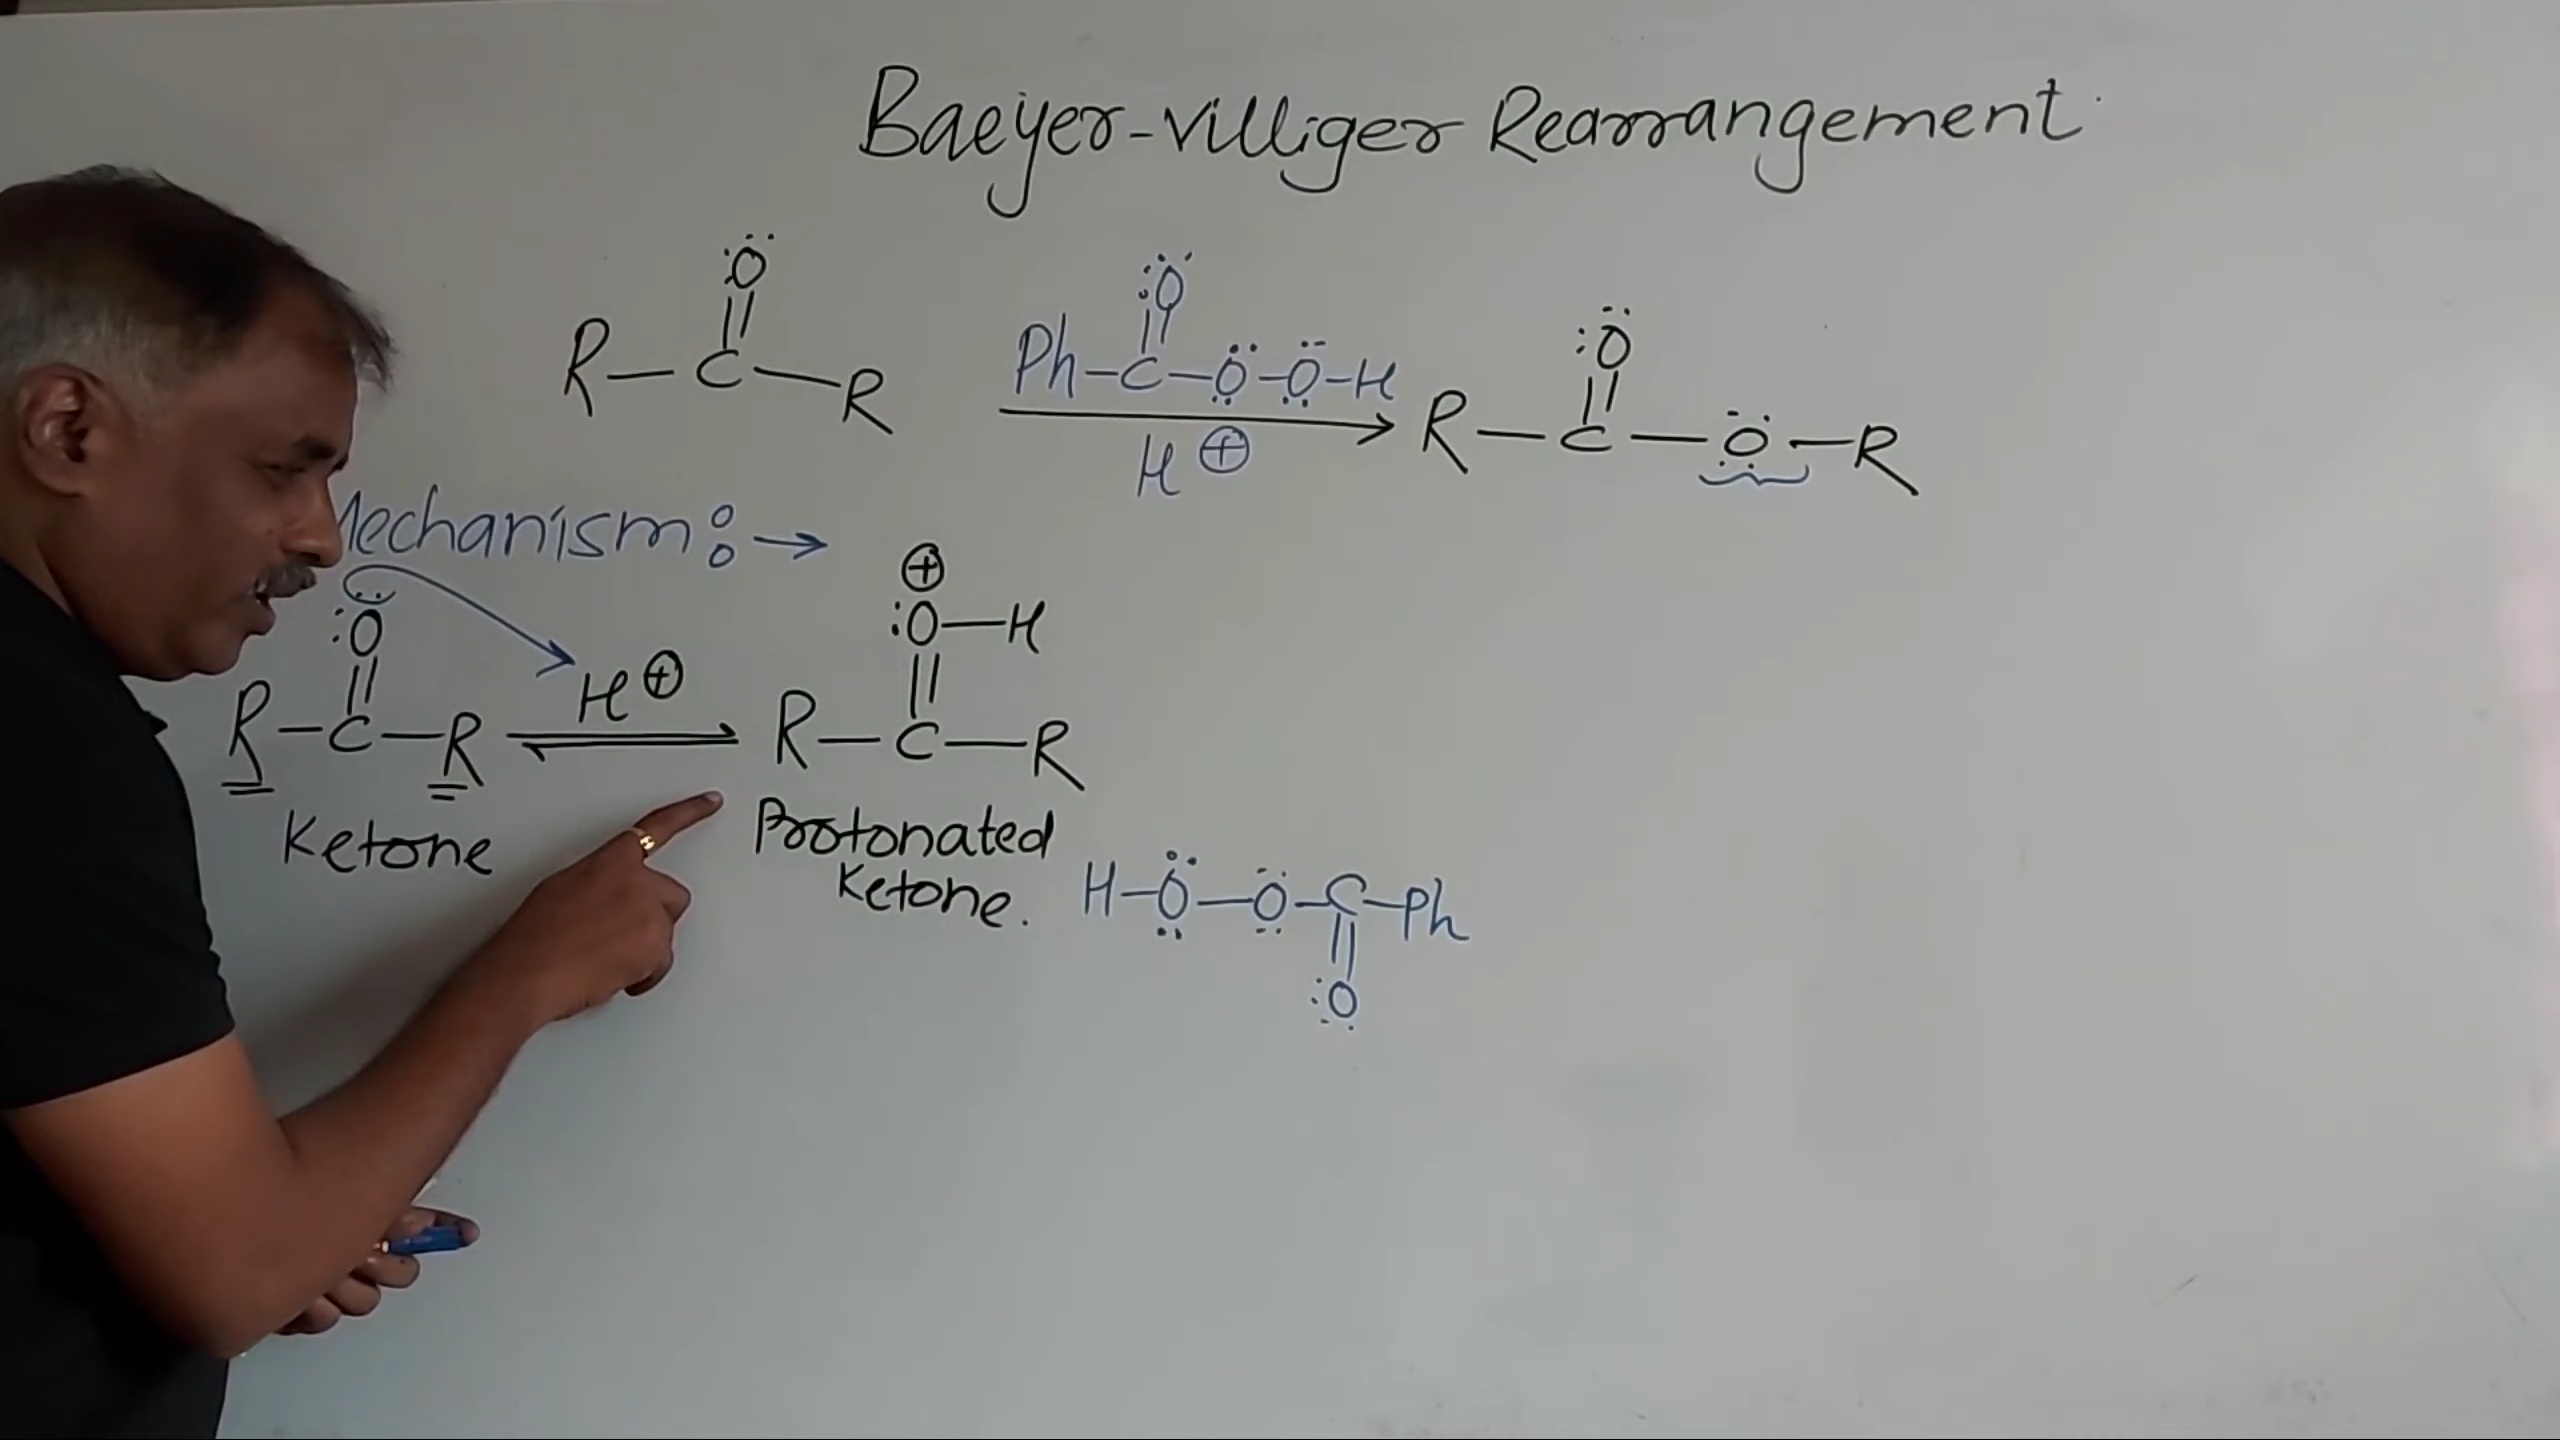 Baeyer-Villiger Rearrangement
:Ö: :Ö: :Ö:
R-C-R Ph-C-Ö-Ö-H R-C-Ö-R
H⊕
Mechanism:→
⊕
:Ö :O-H
H⊕
R-C-R R-C-R
Ketone Protonated
Ketone. H-Ö-Ö-C-Ph
:O